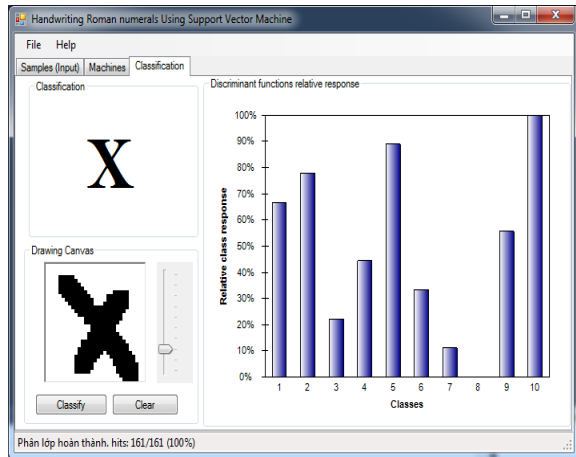 Handwriting Roman numerals Using Support Vector Machine
File Help
Samples (Input) Machines Classification
Classification
X
Drawing Canvas
X
Classify Clear
Discriminant functions relative response
Relative class response
100%
90%
80%
70%
60%
50%
40%
30%
20%
10%
0%
1 2 3 4 5 6 7 8 9 10
Classes
Phân lớp hoàn thành. hits: 161/161 (100%)